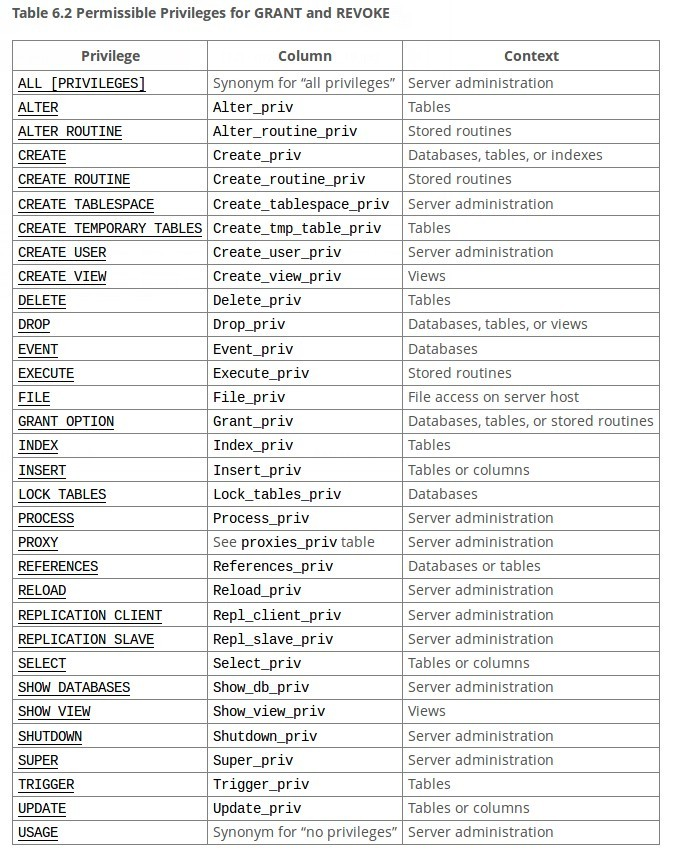 Table 6.2 Permissible Privileges for GRANT and REVOKE
Privilege Column Context
ALL [PRIVILEGES] Synonym for “all privileges” Server administration
ALTER Alter_priv Tables
ALTER ROUTINE Alter_routine_priv Stored routines
CREATE Create_priv Databases, tables, or indexes
CREATE ROUTINE Create_routine_priv Stored routines
CREATE TABLESPACE Create_tablespace_priv Server administration
CREATE TEMPORARY TABLES Create_tmp_table_priv Tables
CREATE USER Create_user_priv Server administration
CREATE VIEW Create_view_priv Views
DELETE Delete_priv Tables
DROP Drop_priv Databases, tables, or views
EVENT Event_priv Databases
EXECUTE Execute_priv Stored routines
FILE File_priv File access on server host
GRANT OPTION Grant_priv Databases, tables, or stored routines
INDEX Index_priv Tables
INSERT Insert_priv Tables or columns
LOCK TABLES Lock_tables_priv Databases
PROCESS Process_priv Server administration
PROXY See proxies_priv table Server administration
REFERENCES References_priv Databases or tables
RELOAD Reload_priv Server administration
REPLICATION CLIENT Repl_client_priv Server administration
REPLICATION SLAVE Repl_slave_priv Server administration
SELECT Select_priv Tables or columns
SHOW DATABASES Show_db_priv Server administration
SHOW VIEW Show_view_priv Views
SHUTDOWN Shutdown_priv Server administration
SUPER Super_priv Server administration
TRIGGER Trigger_priv Tables
UPDATE Update_priv Tables or columns
USAGE Synonym for “no privileges” Server administration